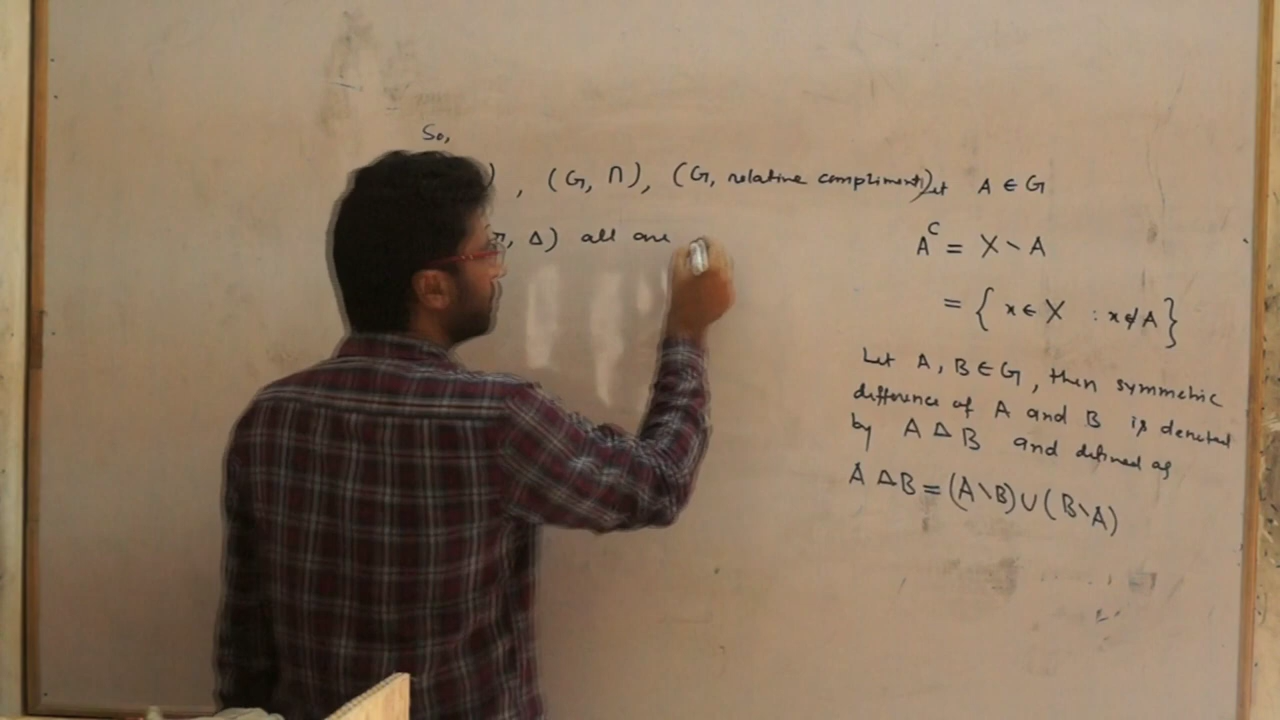 So,
) , (G, ∩), (G, relative compliment)
, Δ) all are
Let A ∈ G
A^C = X \ A
= { x ∈ X : x ∉ A }
Let A, B ∈ G, then symmetric
difference of A and B is denoted
by A Δ B and defined as
A Δ B = (A \ B) ∪ (B \ A)